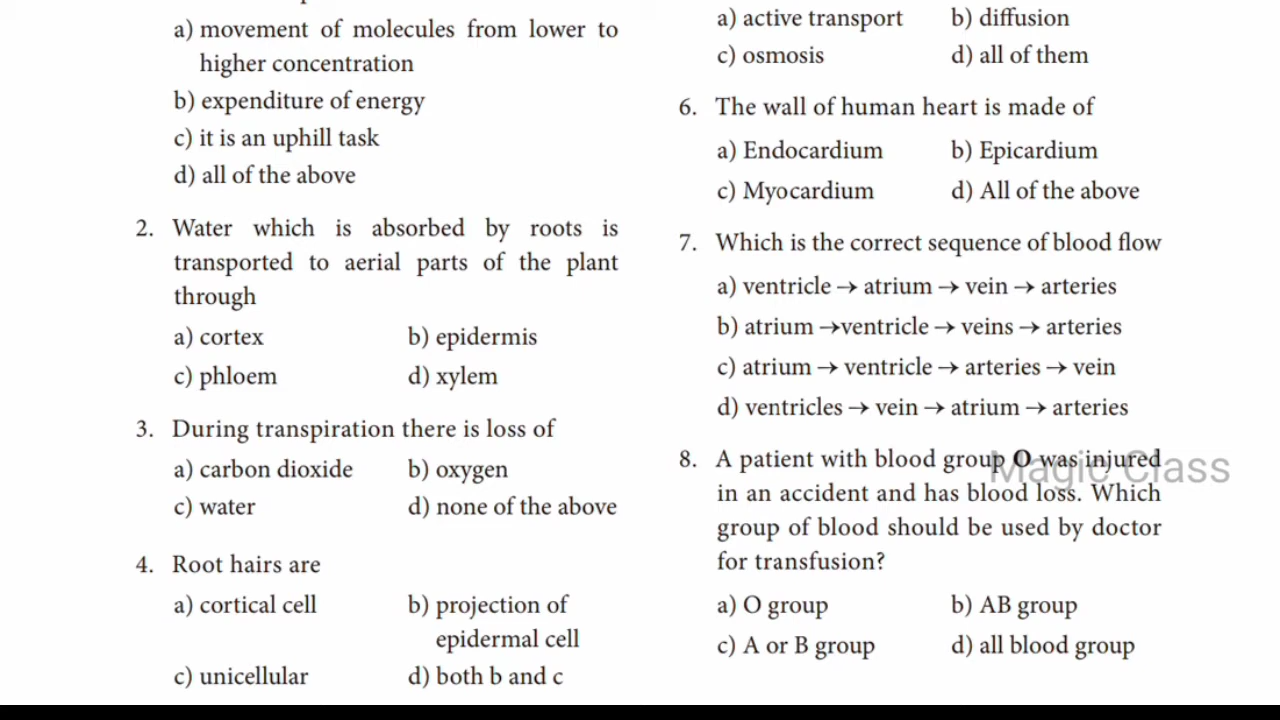 a) movement of molecules from lower to
higher concentration
b) expenditure of energy
c) it is an uphill task
d) all of the above
2. Water which is absorbed by roots is
transported to aerial parts of the plant
through
a) cortex b) epidermis
c) phloem d) xylem
3. During transpiration there is loss of
a) carbon dioxide b) oxygen
c) water d) none of the above
4. Root hairs are
a) cortical cell b) projection of
epidermal cell
c) unicellular d) both b and c
a) active transport b) diffusion
c) osmosis d) all of them
6. The wall of human heart is made of
a) Endocardium b) Epicardium
c) Myocardium d) All of the above
7. Which is the correct sequence of blood flow
a) ventricle → atrium → vein → arteries
b) atrium →ventricle → veins → arteries
c) atrium → ventricle → arteries → vein
d) ventricles → vein → atrium → arteries
8. A patient with blood group O was injured
in an accident and has blood loss. Which
group of blood should be used by doctor
for transfusion?
a) O group b) AB group
c) A or B group d) all blood group
Magic Class